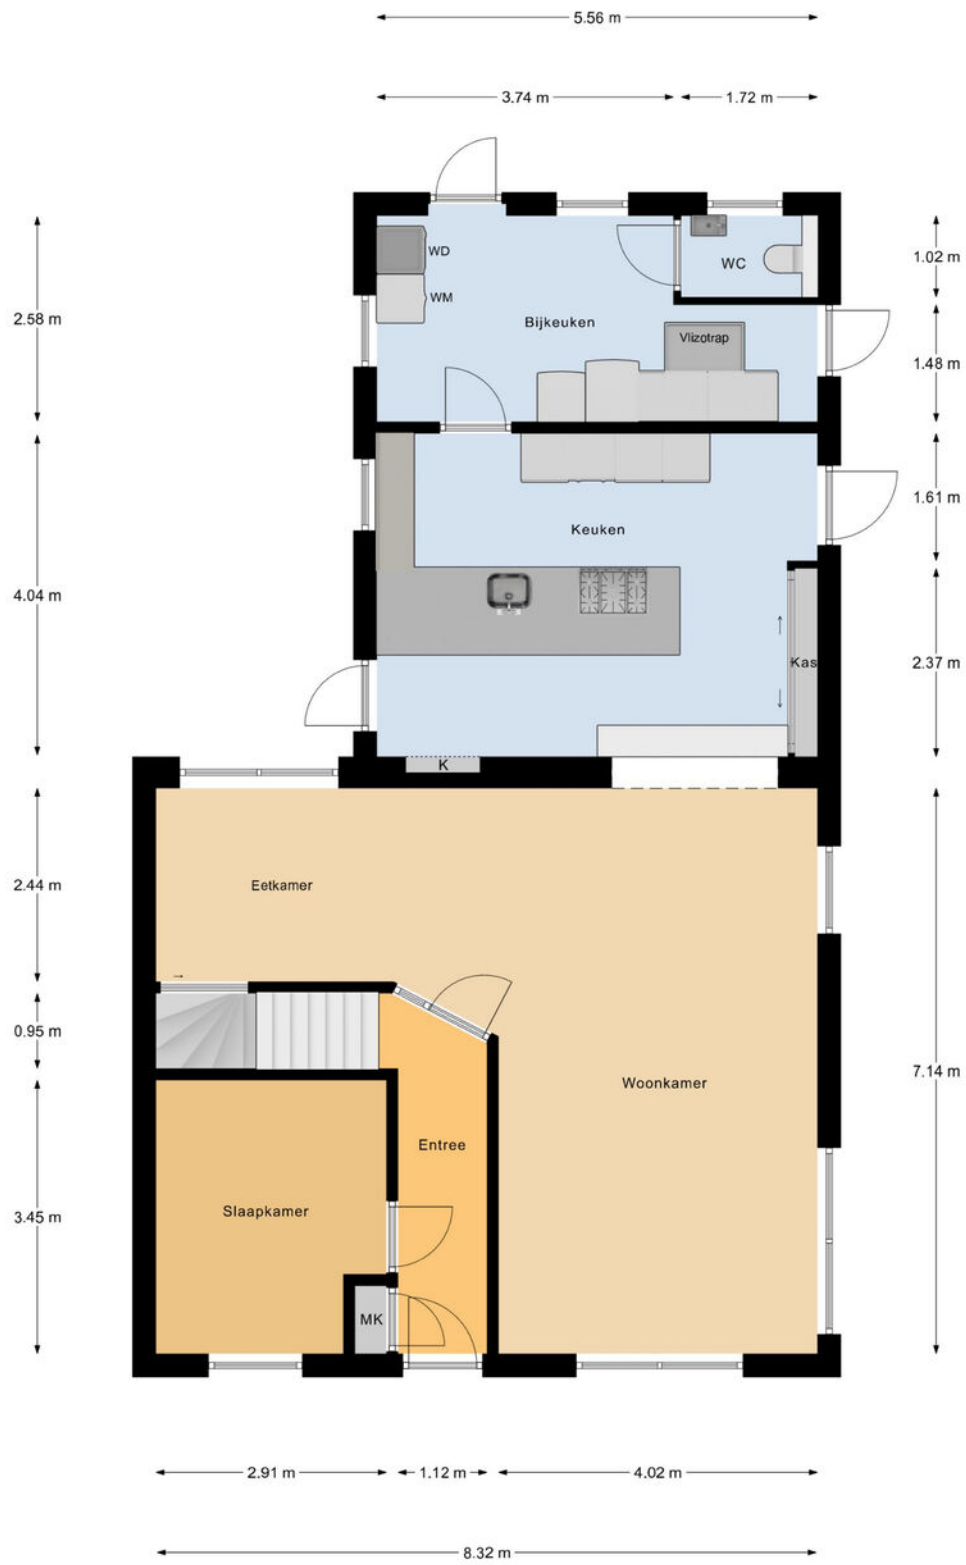 5.56 m
3.74 m
1.72 m
WD
WC
1.02 m
WM
2.58 m
Bijkeuken
Vlizotrap
1.48 m
1.61 m
Keuken
4.04 m
Kas
2.37 m
K
2.44 m
Eetkamer
→
0.95 m
Woonkamer
7.14 m
Entree
Slaapkamer
3.45 m
MK
2.91 m
1.12 m
4.02 m
8.32 m